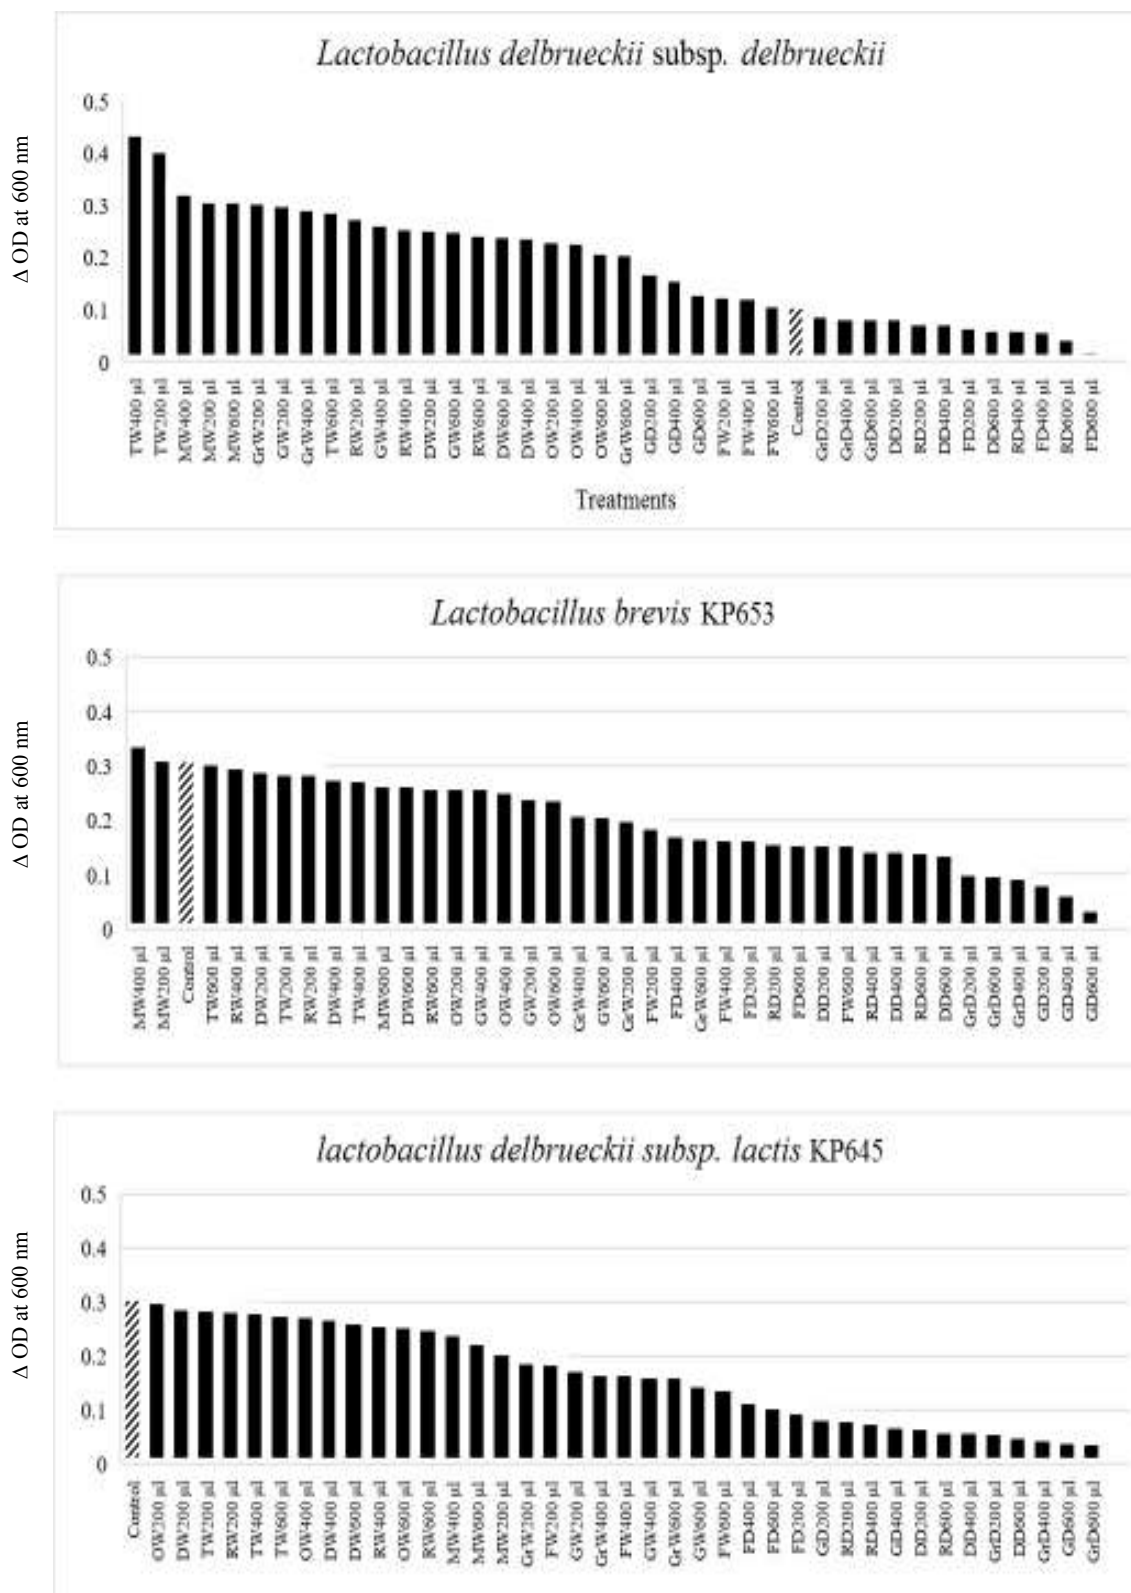 Lactobacillus delbrueckii subsp. delbrueckii
Δ OD at 600 nm
0.5
0.4
0.3
0.2
0.1
0
TW400 µl
TW200 µl
MW400 µl
MW200 µl
MW600 µl
GrW200 µl
GW200 µl
GrW400 µl
TW600 µl
RW200 µl
GW400 µl
RW400 µl
DW200 µl
GW600 µl
RW600 µl
DW600 µl
DW400 µl
OW200 µl
OW400 µl
OW600 µl
GrW600 µl
GD200 µl
GD400 µl
GD600 µl
FW200 µl
FW400 µl
FW600 µl
Control
GrD200 µl
GrD400 µl
GrD600 µl
DD200 µl
RD200 µl
DD400 µl
FD200 µl
DD600 µl
RD400 µl
FD400 µl
RD600 µl
FD600 µl
Treatments
Lactobacillus brevis KP653
Δ OD at 600 nm
0.5
0.4
0.3
0.2
0.1
0
MW400 µl
MW200 µl
Control
TW600 µl
RW400 µl
DW200 µl
TW200 µl
RW200 µl
DW400 µl
TW400 µl
MW600 µl
DW600 µl
RW600 µl
OW200 µl
GW400 µl
OW400 µl
GW200 µl
OW600 µl
GrW400 µl
GW600 µl
GrW200 µl
FW200 µl
FD400 µl
GrW600 µl
FW400 µl
FD200 µl
RD200 µl
FD600 µl
DD200 µl
FW600 µl
RD400 µl
DD400 µl
RD600 µl
DD600 µl
GrD200 µl
GrD600 µl
GrD400 µl
GD200 µl
GD400 µl
GD600 µl
lactobacillus delbrueckii subsp. lactis KP645
Δ OD at 600 nm
0.5
0.4
0.3
0.2
0.1
0
Control
OW200 µl
DW200 µl
TW200 µl
RW200 µl
TW400 µl
TW600 µl
OW400 µl
DW400 µl
DW600 µl
RW400 µl
OW600 µl
RW600 µl
MW400 µl
MW600 µl
MW200 µl
GrW200 µl
FW200 µl
GW200 µl
GrW400 µl
FW400 µl
GW400 µl
GrW600 µl
GW600 µl
FW600 µl
FD400 µl
FD600 µl
FD200 µl
GD200 µl
RD200 µl
RD400 µl
GD400 µl
DD200 µl
RD600 µl
DD400 µl
GrD200 µl
DD600 µl
GrD400 µl
GD600 µl
GrD600 µl